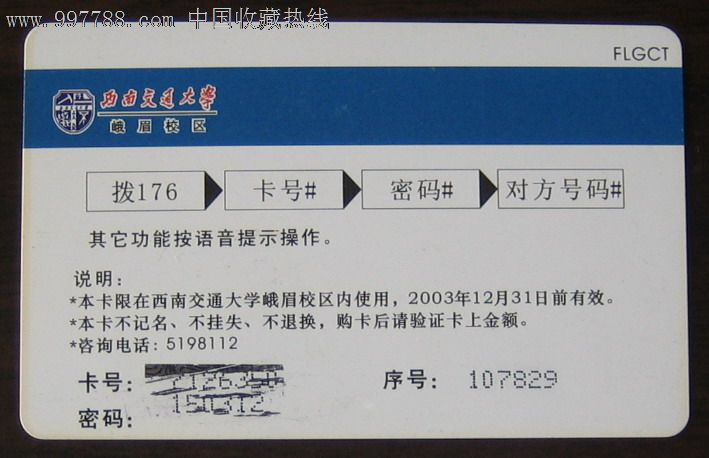 www.997788.com 中国收藏热线
FLGCT
西南交通大学
峨眉校区
拨176 卡号# 密码# 对方号码#
其它功能按语音提示操作。
说明：
*本卡限在西南交通大学峨眉校区内使用，2003年12月31日前有效。
*本卡不记名、不挂失、不退换，购卡后请验证卡上金额。
*咨询电话：5198112
卡号： 序号： 107829
密码： 150312